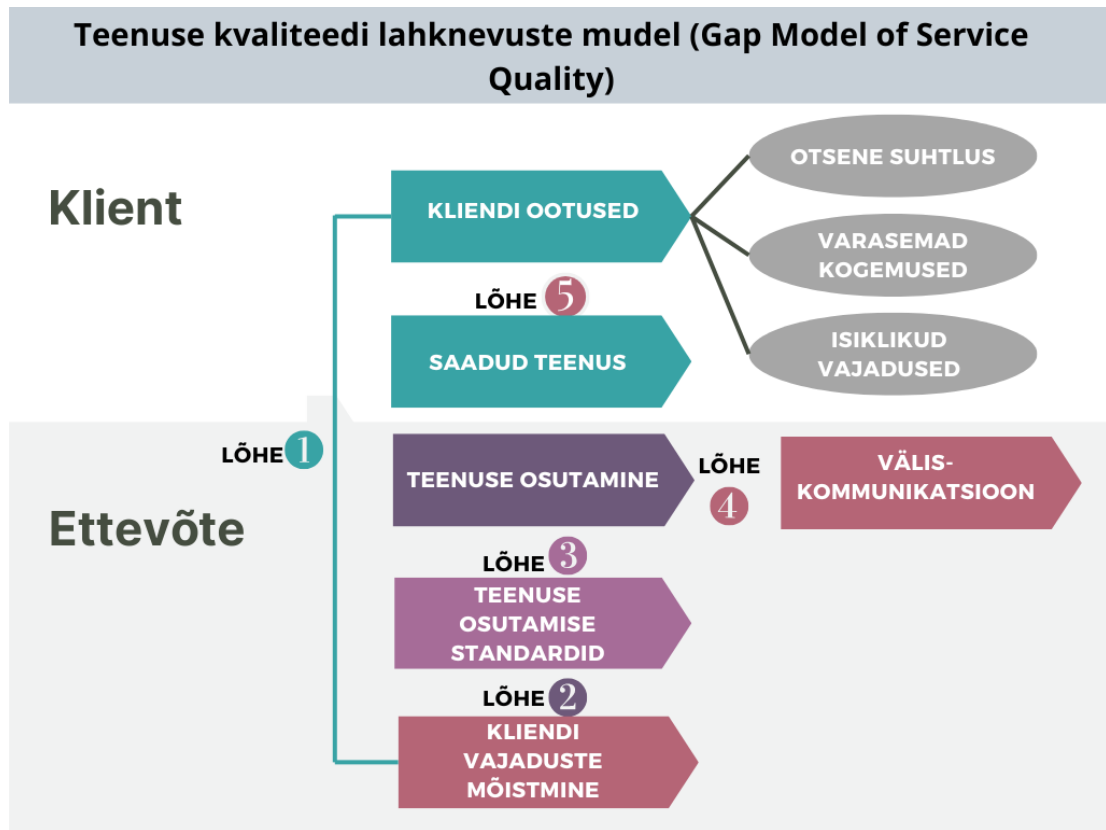 Teenuse kvaliteedi lahknevuste mudel (Gap Model of Service
Quality)
Klient
KLIENDI OOTUSED
OTSENE SUHTLUS
VARASEMAD
KOGEMUSED
ISIKLIKUD
VAJADUSED
LÕHE 5
SAADUD TEENUS
LÕHE 1
Ettevõte
TEENUSE OSUTAMINE
LÕHE
4
VÄLIS-
KOMMUNIKATSIOON
LÕHE 3
TEENUSE
OSUTAMISE
STANDARDID
LÕHE 2
KLIENDI
VAJADUSTE
MÕISTMINE